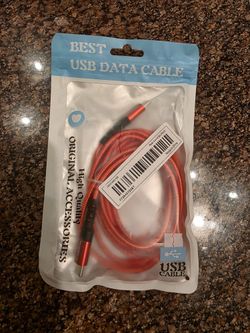 BEST
USB DATA CABLE
High Quality
ORIGINAL ACCESSORIES
USB
CABLE